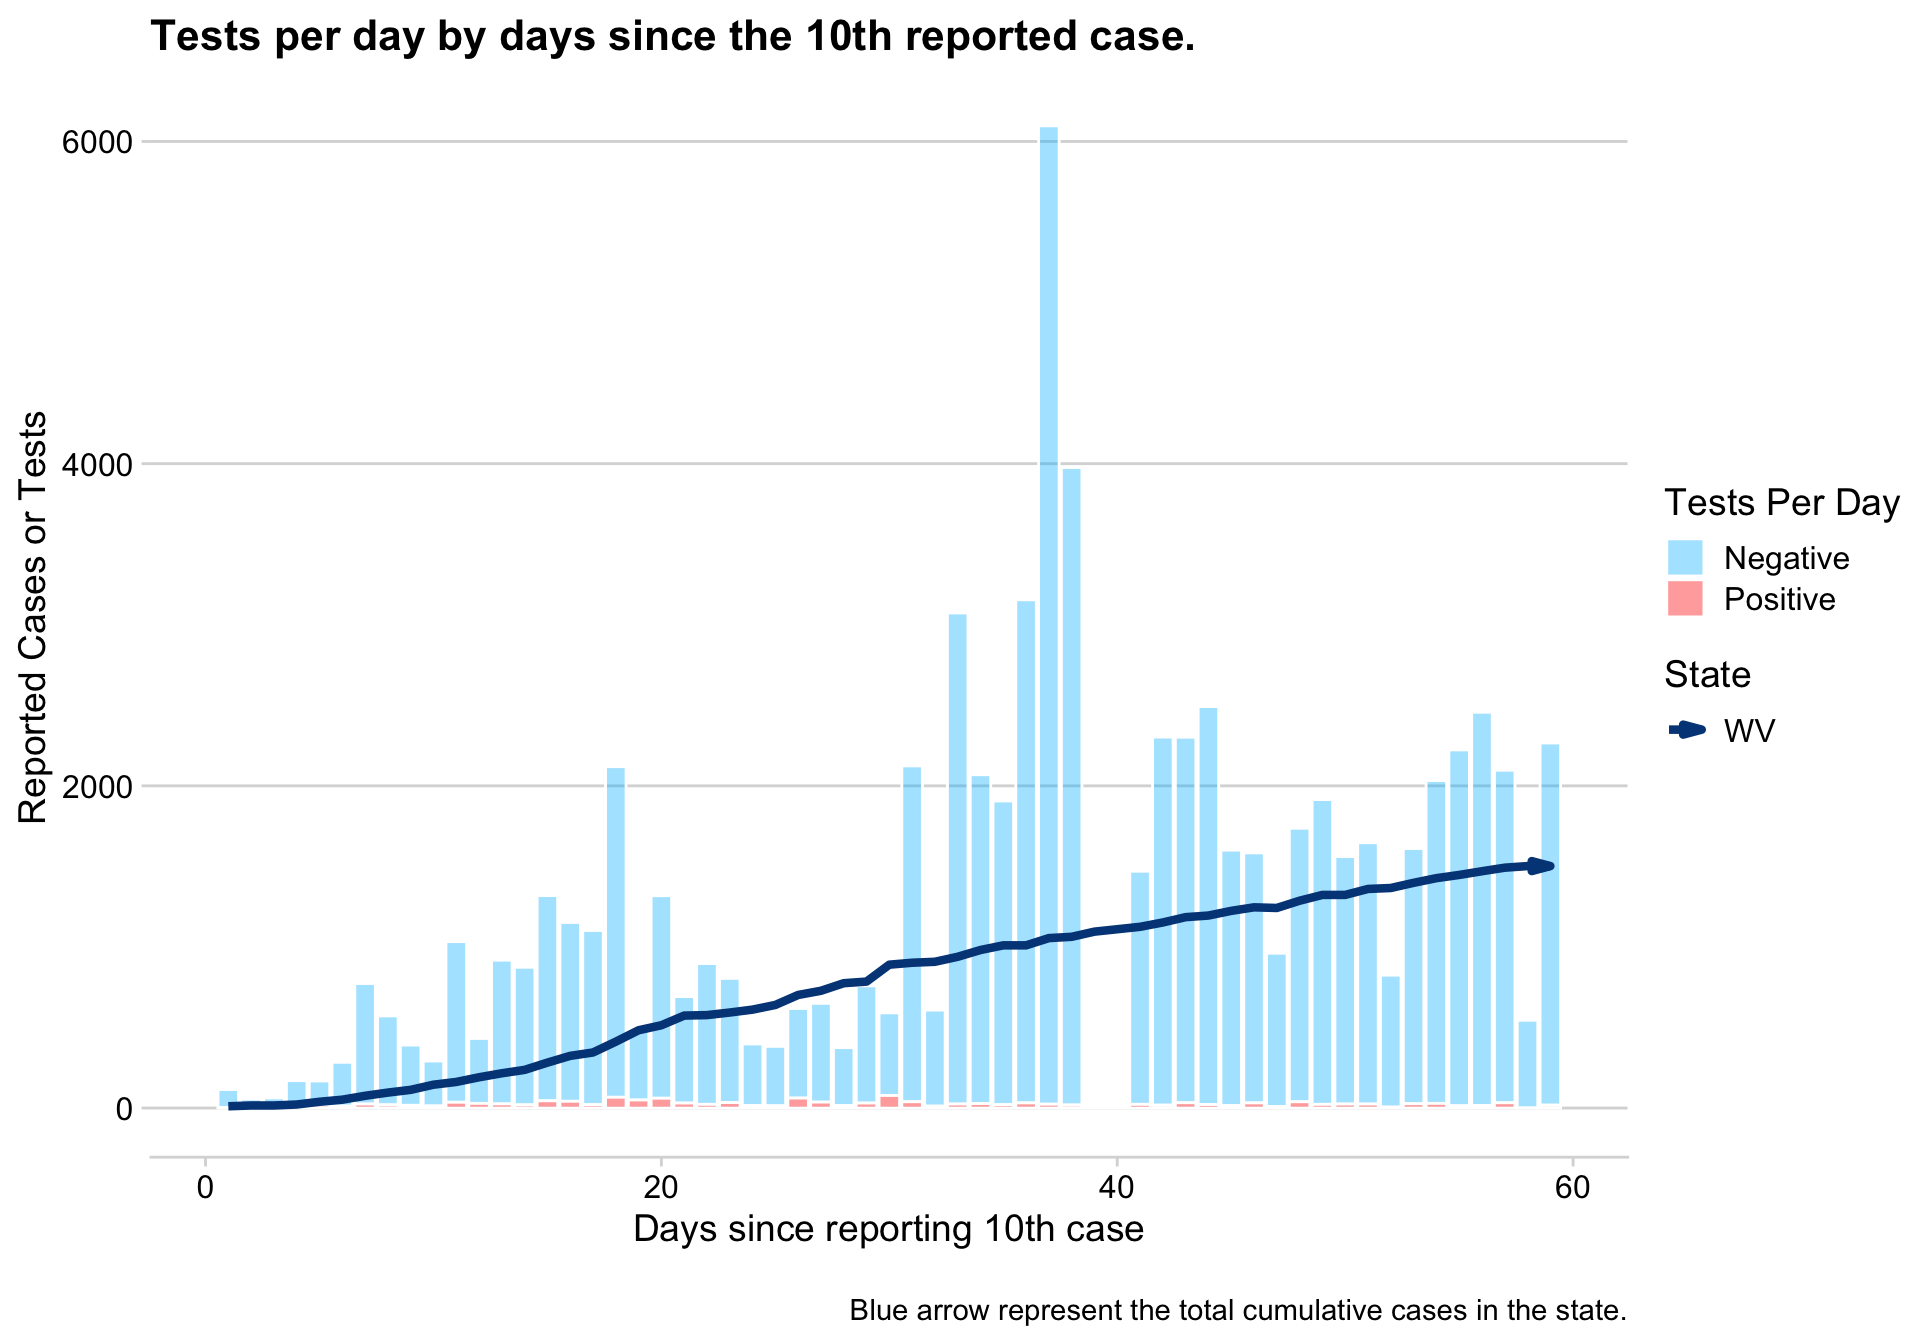 Tests per day by days since the 10th reported case.
6000
4000
2000
0
Reported Cases or Tests
0 20 40 60
Days since reporting 10th case
Tests Per Day
Negative
Positive
State
WV
Blue arrow represent the total cumulative cases in the state.